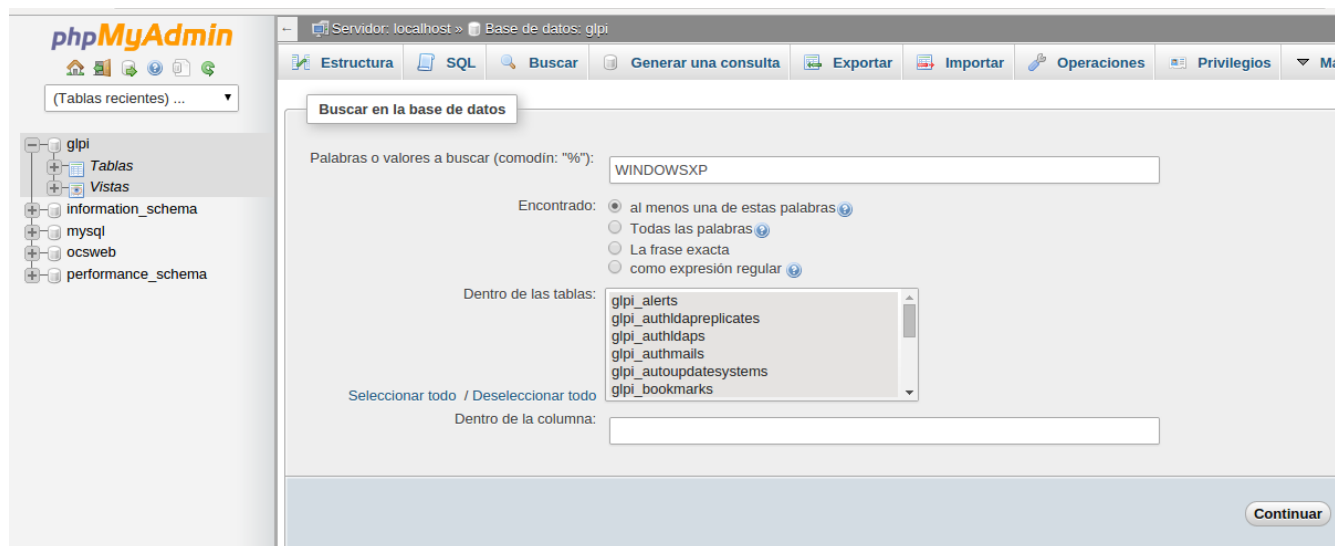 phpMyAdmin
(Tablas recientes) ...
glpi
Tablas
Vistas
information_schema
mysql
ocsweb
performance_schema
Servidor: localhost » Base de datos: glpi
Estructura SQL Buscar Generar una consulta Exportar Importar Operaciones Privilegios Má
Buscar en la base de datos
Palabras o valores a buscar (comodín: "%"): WINDOWSXP
Encontrado: al menos una de estas palabras
Todas las palabras
La frase exacta
como expresión regular
Dentro de las tablas:
glpi_alerts
glpi_authldapreplicates
glpi_authldaps
glpi_authmails
glpi_autoupdatesystems
glpi_bookmarks
Seleccionar todo / Deseleccionar todo
Dentro de la columna:
Continuar